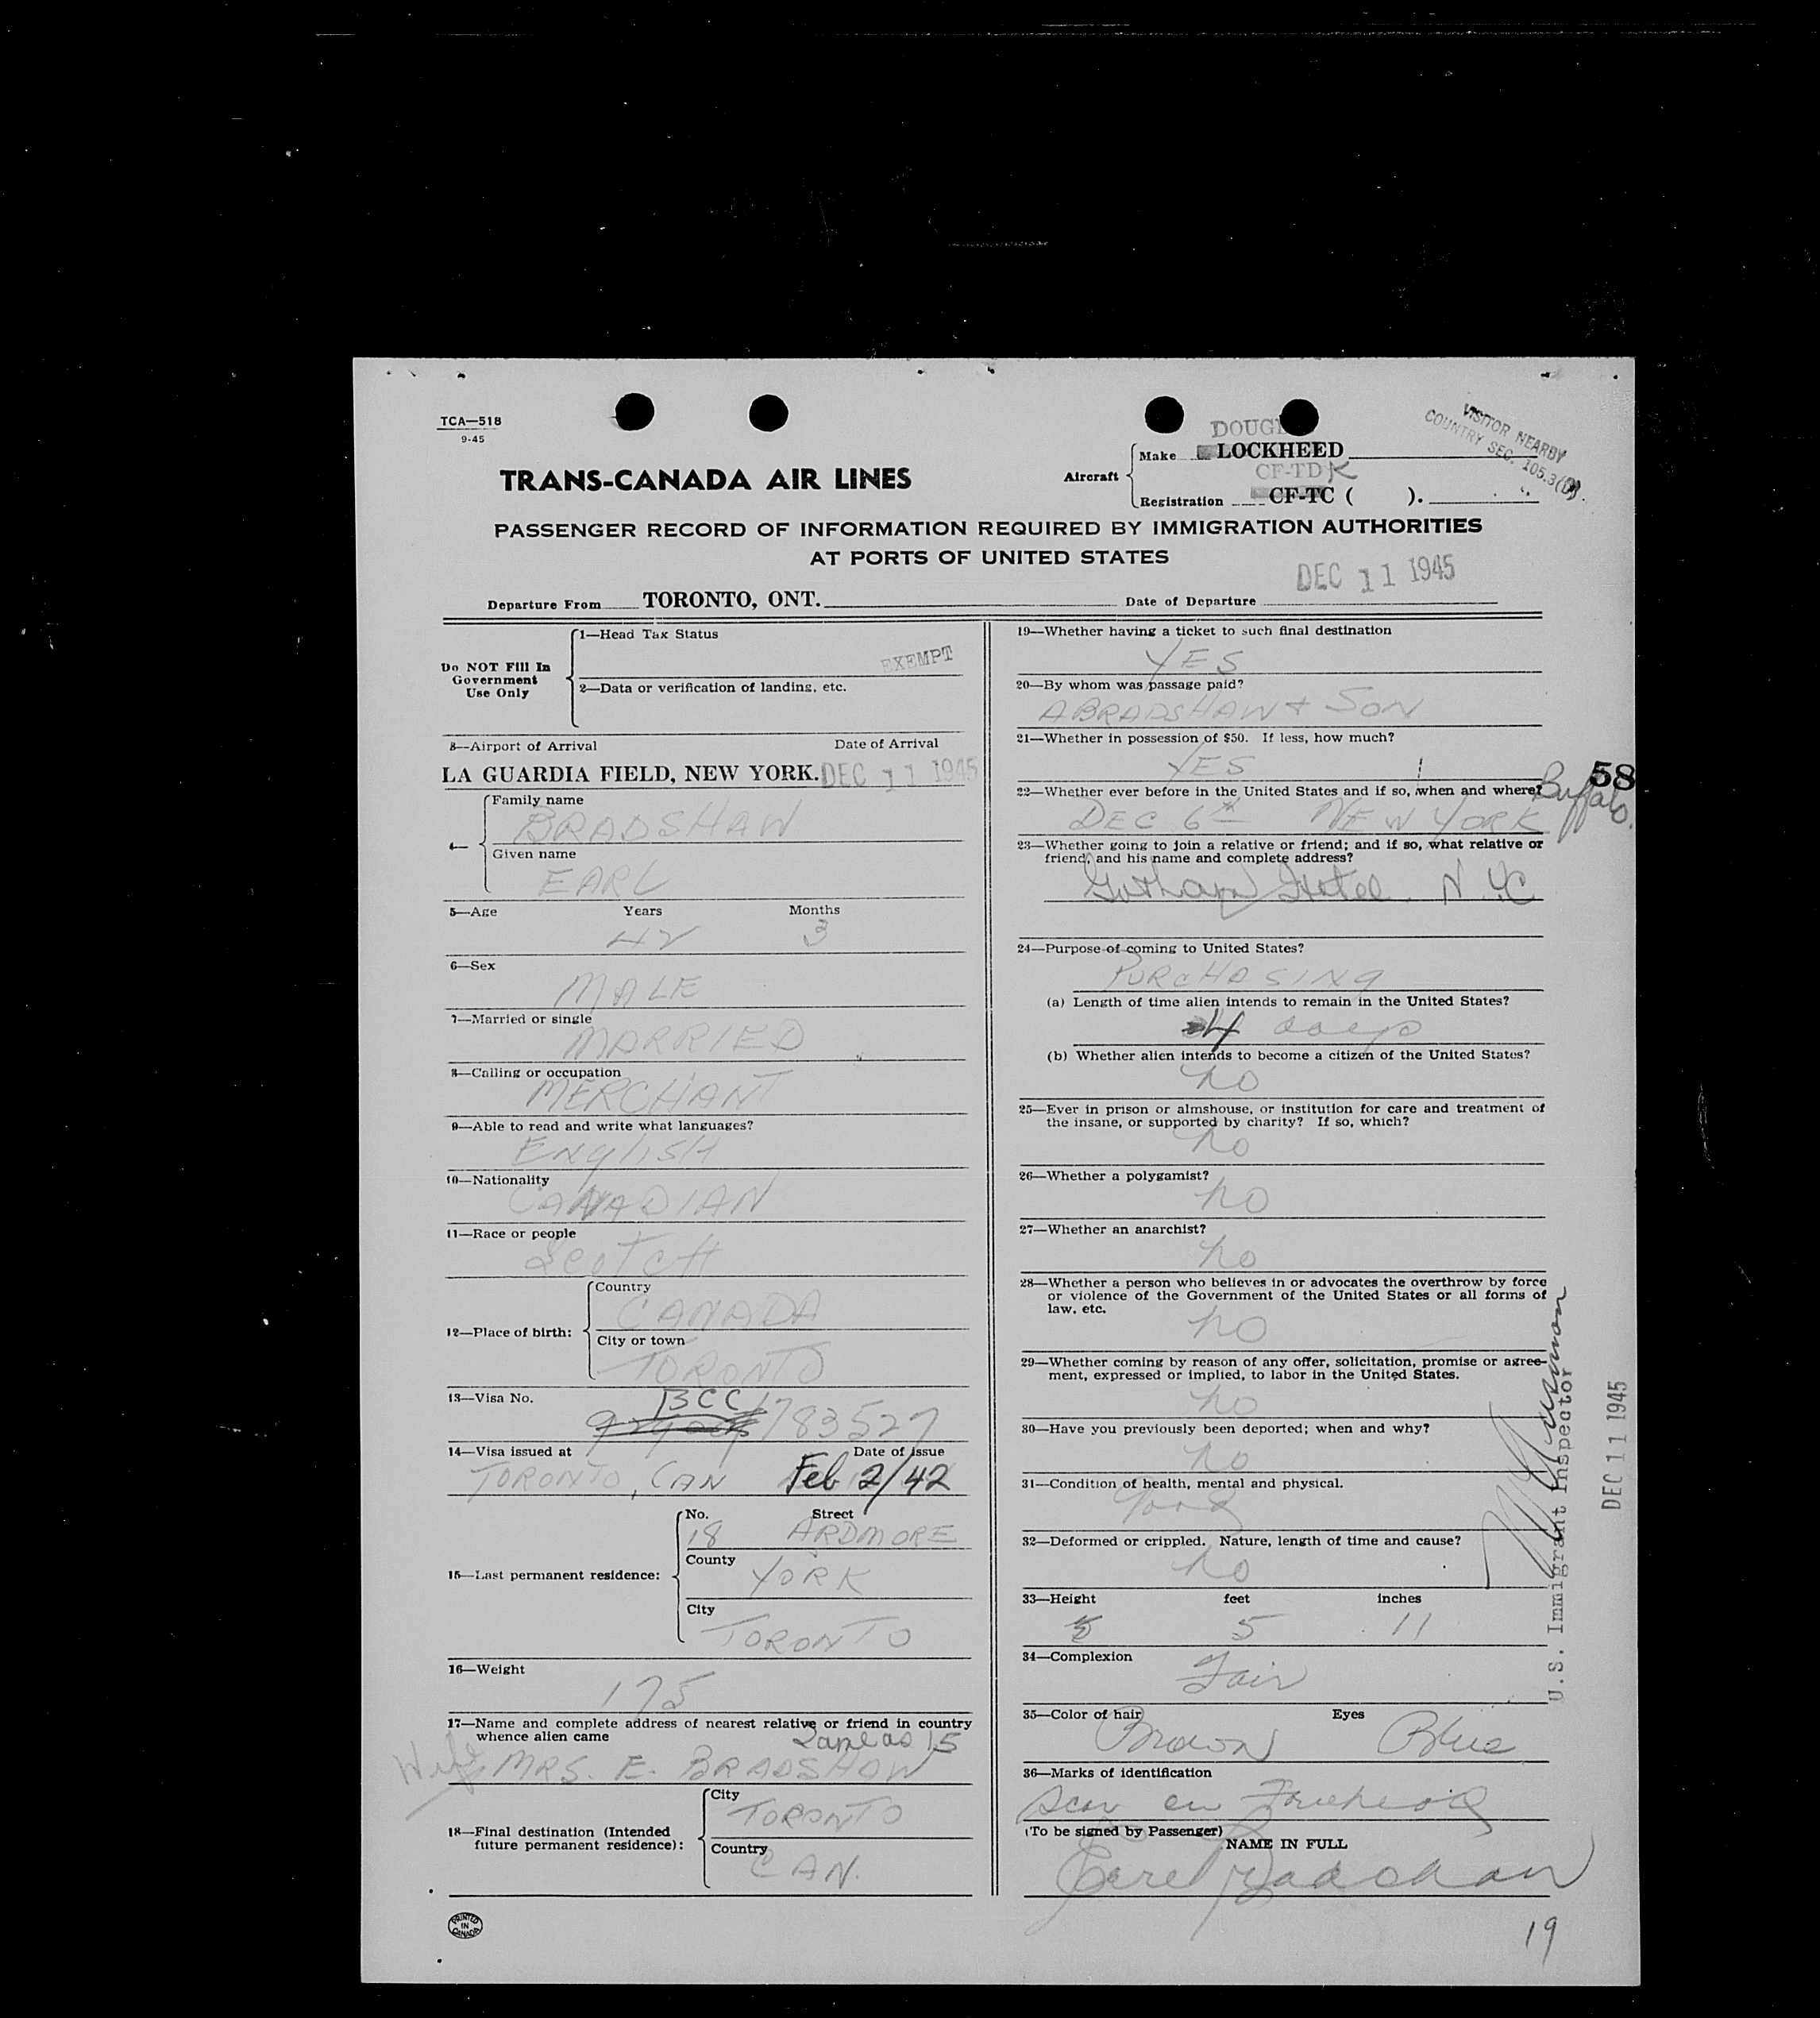 TCA—518
9-45
DOUG
Make LOCKHEED
CF-TDK
Aircraft
Registration CF-TC ( ).
VISITOR NEARBY
COUNTRY SEC. 105.3(D)
TRANS-CANADA AIR LINES
PASSENGER RECORD OF INFORMATION REQUIRED BY IMMIGRATION AUTHORITIES
AT PORTS OF UNITED STATES
Departure From TORONTO, ONT. Date of Departure DEC 11 1945
Do NOT Fill In
Government
Use Only
1—Head Tax Status
EXEMPT
2—Data or verification of landing, etc.
3—Airport of Arrival Date of Arrival
LA GUARDIA FIELD, NEW YORK. DEC 11 1945
4—
Family name
BRADSHAW
Given name
EARL
5—Age Years Months
42 3
6—Sex
MALE
7—Married or single
MARRIED
8—Calling or occupation
MERCHANT
9—Able to read and write what languages?
ENglISH
10—Nationality
CANADIAN
11—Race or people
ScoTcH
12—Place of birth:
Country
CANADA
City or town
TORONTO
13—Visa No.
BCC 1783527
14—Visa issued at Date of issue
TORONTO, CAN Feb 2/42
15—Last permanent residence:
No. Street
18 ARDMORE
County
YORK
City
TORONTO
16—Weight
175
17—Name and complete address of nearest relative or friend in country
whence alien came
Same as 15
Wife MRS. E. BRADSHAW
18—Final destination (Intended
future permanent residence):
City
TORONTO
Country
CAN.
PRINTED
IN
CANADA
19—Whether having a ticket to such final destination
YES
20—By whom was passage paid?
A BRADSHAW & SON
21—Whether in possession of $50. If less, how much?
YES
58
22—Whether ever before in the United States and if so, when and where?
Buffalo.
DEC 6th NEW YORK
23—Whether going to join a relative or friend; and if so, what relative or
friend, and his name and complete address?
Gotham Hotel N.Y.C
24—Purpose of coming to United States?
PURcHASING
(a) Length of time alien intends to remain in the United States?
4 days
(b) Whether alien intends to become a citizen of the United States?
no
25—Ever in prison or almshouse, or institution for care and treatment of
the insane, or supported by charity? If so, which?
no
26—Whether a polygamist?
no
27—Whether an anarchist?
no
28—Whether a person who believes in or advocates the overthrow by force
or violence of the Government of the United States or all forms of
law, etc.
no
29—Whether coming by reason of any offer, solicitation, promise or agree-
ment, expressed or implied, to labor in the United States.
no
30—Have you previously been deported; when and why?
no
31—Condition of health, mental and physical.
good
32—Deformed or crippled. Nature, length of time and cause?
no
33—Height feet inches
5 11
34—Complexion
Fair
35—Color of hair Eyes
Brown Blue
36—Marks of identification
Scar on Forehead
(To be signed by Passenger)
NAME IN FULL
Earl Bradshaw
U.S. Immigrant Inspector
DEC 11 1945
19